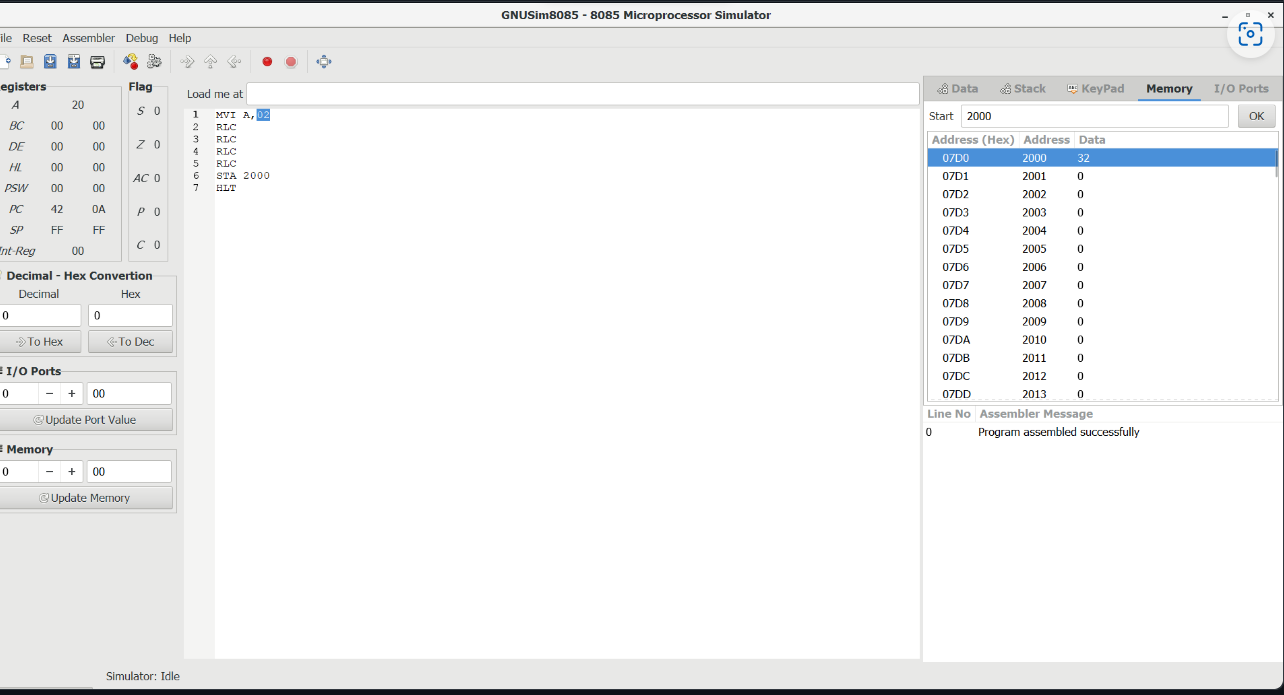 GNUSim8085 - 8085 Microprocessor Simulator
ile Reset Assembler Debug Help
egisters
A 20
BC 00 00
DE 00 00
HL 00 00
PSW 00 00
PC 42 0A
SP FF FF
nt-Reg 00
Flag
S 0
Z 0
AC 0
P 0
C 0
Decimal - Hex Convertion
Decimal Hex
0 0
To Hex To Dec
I/O Ports
0 − + 00
Update Port Value
Memory
0 − + 00
Update Memory
Load me at
1 MVI A,02
2 RLC
3 RLC
4 RLC
5 RLC
6 STA 2000
7 HLT
Data Stack KeyPad Memory I/O Ports
Start 2000 OK
Address (Hex) Address Data
07D0 2000 32
07D1 2001 0
07D2 2002 0
07D3 2003 0
07D4 2004 0
07D5 2005 0
07D6 2006 0
07D7 2007 0
07D8 2008 0
07D9 2009 0
07DA 2010 0
07DB 2011 0
07DC 2012 0
07DD 2013 0
Line No Assembler Message
0 Program assembled successfully
Simulator: Idle